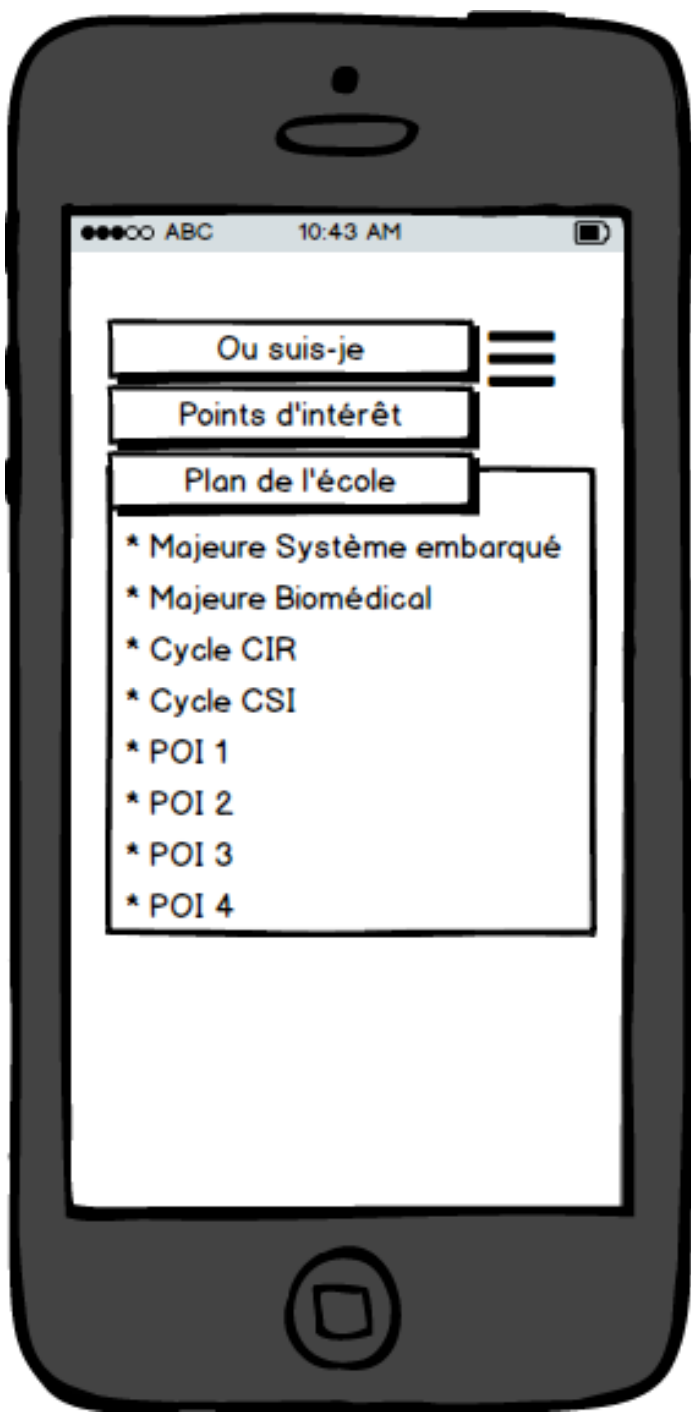 ABC 10:43 AM
Ou suis-je
Points d'intérêt
Plan de l'école
* Majeure Système embarqué
* Majeure Biomédical
* Cycle CIR
* Cycle CSI
* POI 1
* POI 2
* POI 3
* POI 4